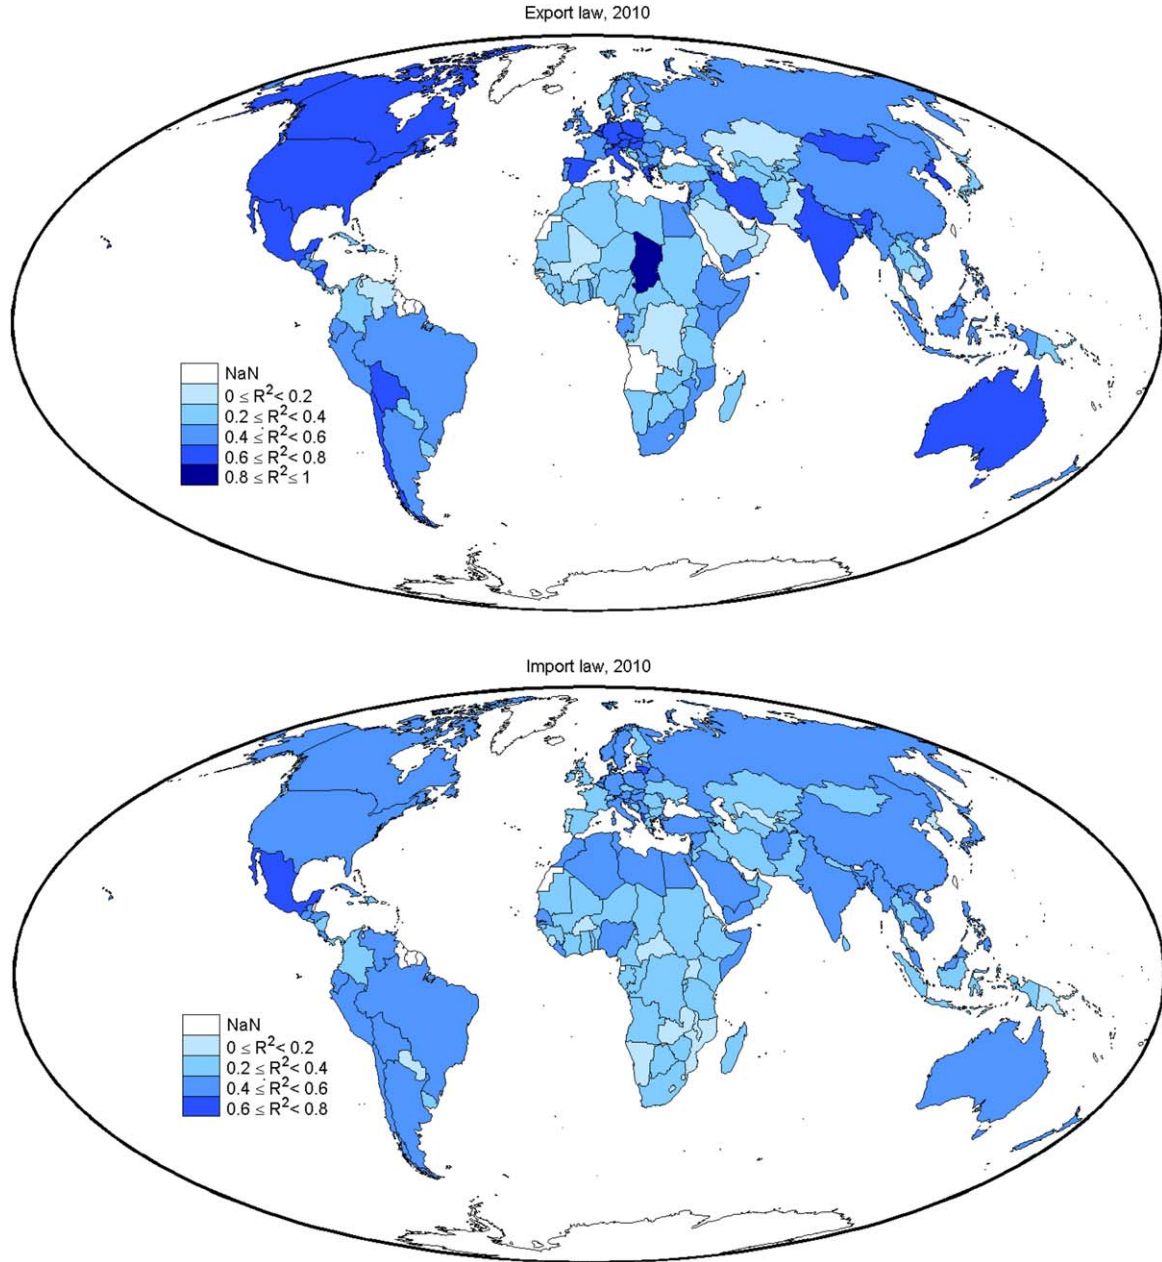 Export law, 2010
NaN
0 ≤ R²< 0.2
0.2 ≤ R²< 0.4
0.4 ≤ R²< 0.6
0.6 ≤ R²< 0.8
0.8 ≤ R²≤ 1
Import law, 2010
NaN
0 ≤ R²< 0.2
0.2 ≤ R²< 0.4
0.4 ≤ R²< 0.6
0.6 ≤ R²< 0.8